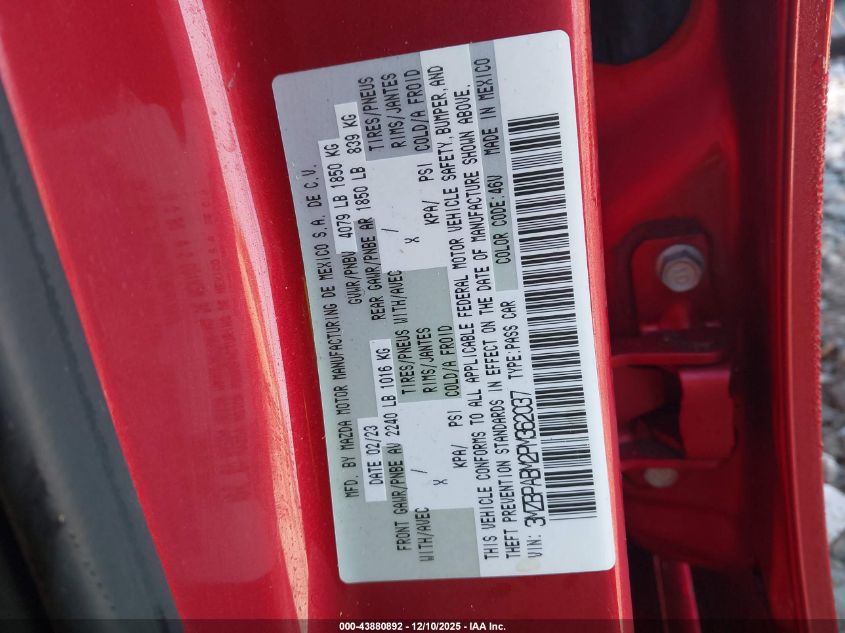 MFD. BY MAZDA MOTOR MANUFACTURING DE MEXICO S.A. DE C.V.
DATE 02/23 GVWR/PNBV 4079 LB 1850 KG
FRONT GAWR/PNBE AV 2240 LB 1016 KG REAR GAWR/PNBE AR 1850 LB 839 KG
WITH/AVEC / TIRES/PNEUS WITH/AVEC / TIRES/PNEUS
X RIMS/JANTES X RIMS/JANTES
KPA/ PSI COLD/A FROID KPA/ PSI COLD/A FROID
THIS VEHICLE CONFORMS TO ALL APPLICABLE FEDERAL MOTOR VEHICLE SAFETY, BUMPER, AND
THEFT PREVENTION STANDARDS IN EFFECT ON THE DATE OF MANUFACTURE SHOWN ABOVE.
VIN: 3MZBPABM2PM362037 TYPE:PASS CAR COLOR CODE:46V MADE IN MEXICO
000-43880892 - 12/10/2025 - IAA Inc.